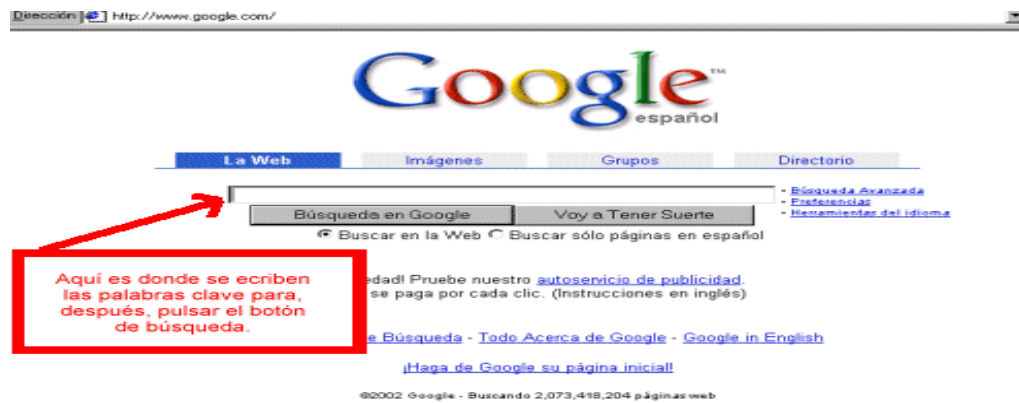 Dirección http://www.google.com/
Google™
español
La Web Imágenes Grupos Directorio
- Búsqueda Avanzada
- Preferencias
- Herramientas del idioma
Búsqueda en Google Voy a Tener Suerte
Buscar en la Web Buscar sólo páginas en español
Aquí es donde se ecriben
las palabras clave para,
después, pulsar el botón
de búsqueda.
edad! Pruebe nuestro autoservicio de publicidad.
se paga por cada clic. (Instrucciones en inglés)
e Búsqueda - Todo Acerca de Google - Google in English
¡Haga de Google su página inicial!
©2002 Google - Buscando 2,073,418,204 páginas web